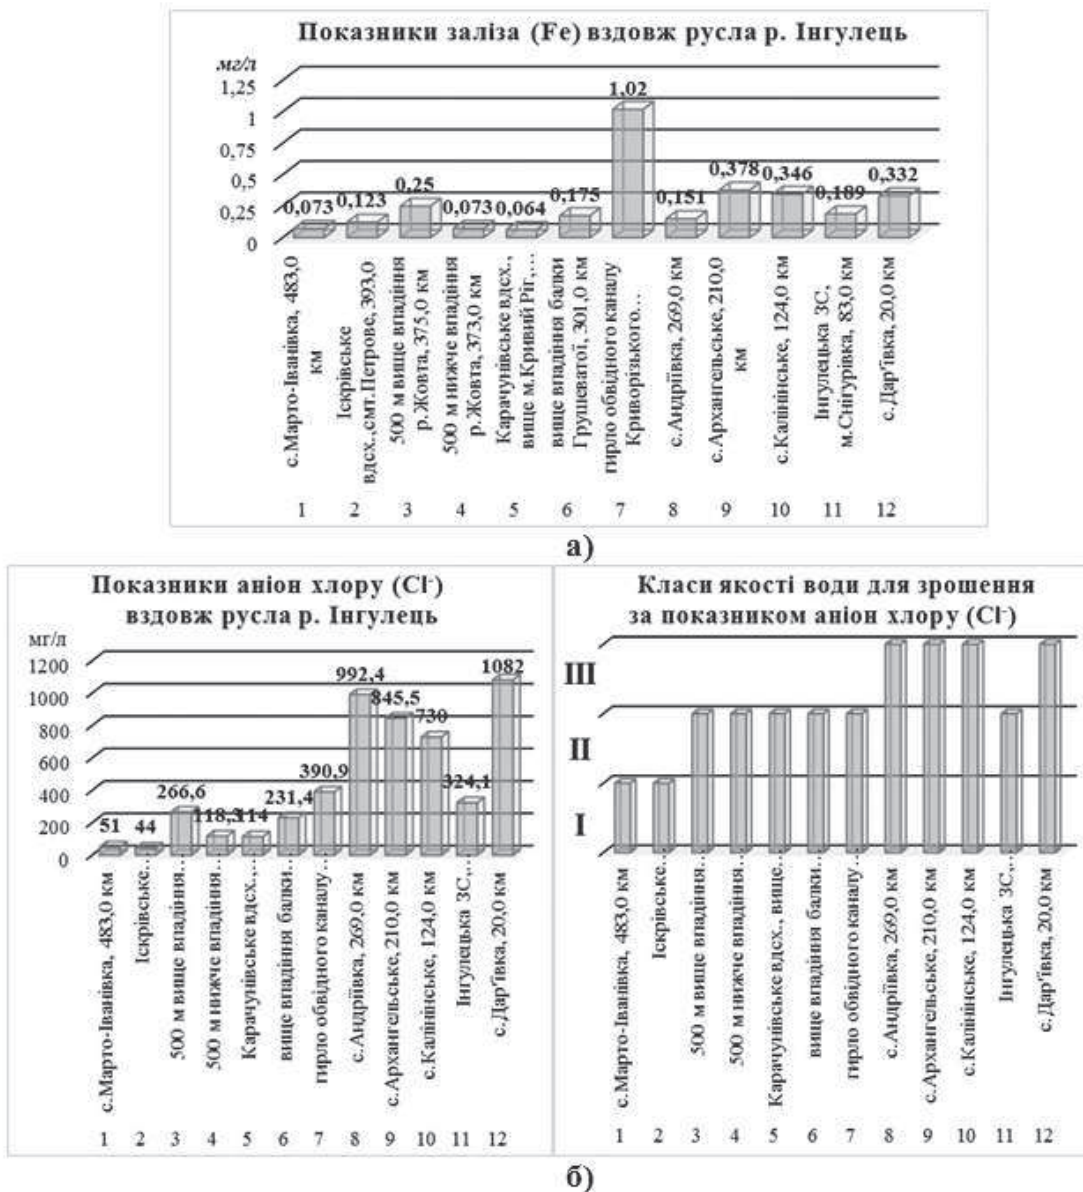 Показники заліза (Fe) вздовж русла р. Інгулець
мг/л
1,25
1
0,75
0,5
0,25
0
0,073
0,123
0,25
0,073
0,064
0,175
1,02
0,151
0,378
0,346
0,189
0,332
с.Марто-Іванівка, 483,0
км
Іскрівське
вдсх.,смт.Петрове, 393,0
500 м вище впадіння
р.Жовта, 375,0 км
500 м нижче впадіння
р.Жовта, 373,0 км
Карачунівське вдсх.,
вище м.Кривий Ріг,…
вище впадіння балки
Грушеватої, 301,0 км
гирло обвідного каналу
Криворізького…
с.Андріївка, 269,0 км
с.Архангельське, 210,0
км
с.Калінінське, 124,0 км
Інгулецька ЗС,
м.Снігурівка, 83,0 км
с.Дар'ївка, 20,0 км
1 2 3 4 5 6 7 8 9 10 11 12
а)
Показники аніон хлору (Cl⁻)
вздовж русла р. Інгулець
мг/л
1200
1000
800
600
400
200
0
51
44
266,6
118,3
114
231,4
390,9
992,4
845,5
730
324,1
1082
с.Марто-Іванівка, 483,0 км
Іскрівське…
500 м вище впадіння…
500 м нижче впадіння…
Карачунівське вдсх.,…
вище впадіння балки…
гирло обвідного каналу…
с.Андріївка, 269,0 км
с.Архангельське, 210,0 км
с.Калінінське, 124,0 км
Інгулецька ЗС,…
с.Дар'ївка, 20,0 км
1 2 3 4 5 6 7 8 9 10 11 12
Класи якості води для зрошення
за показником аніон хлору (Cl⁻)
III
II
I
с.Марто-Іванівка, 483,0 км
Іскрівське…
500 м вище впадіння…
500 м нижче впадіння…
Карачунівське вдсх., вище…
вище впадіння балки…
гирло обвідного каналу…
с.Андріївка, 269,0 км
с.Архангельське, 210,0 км
с.Калінінське, 124,0 км
Інгулецька ЗС,…
с.Дар'ївка, 20,0 км
1 2 3 4 5 6 7 8 9 10 11 12
б)